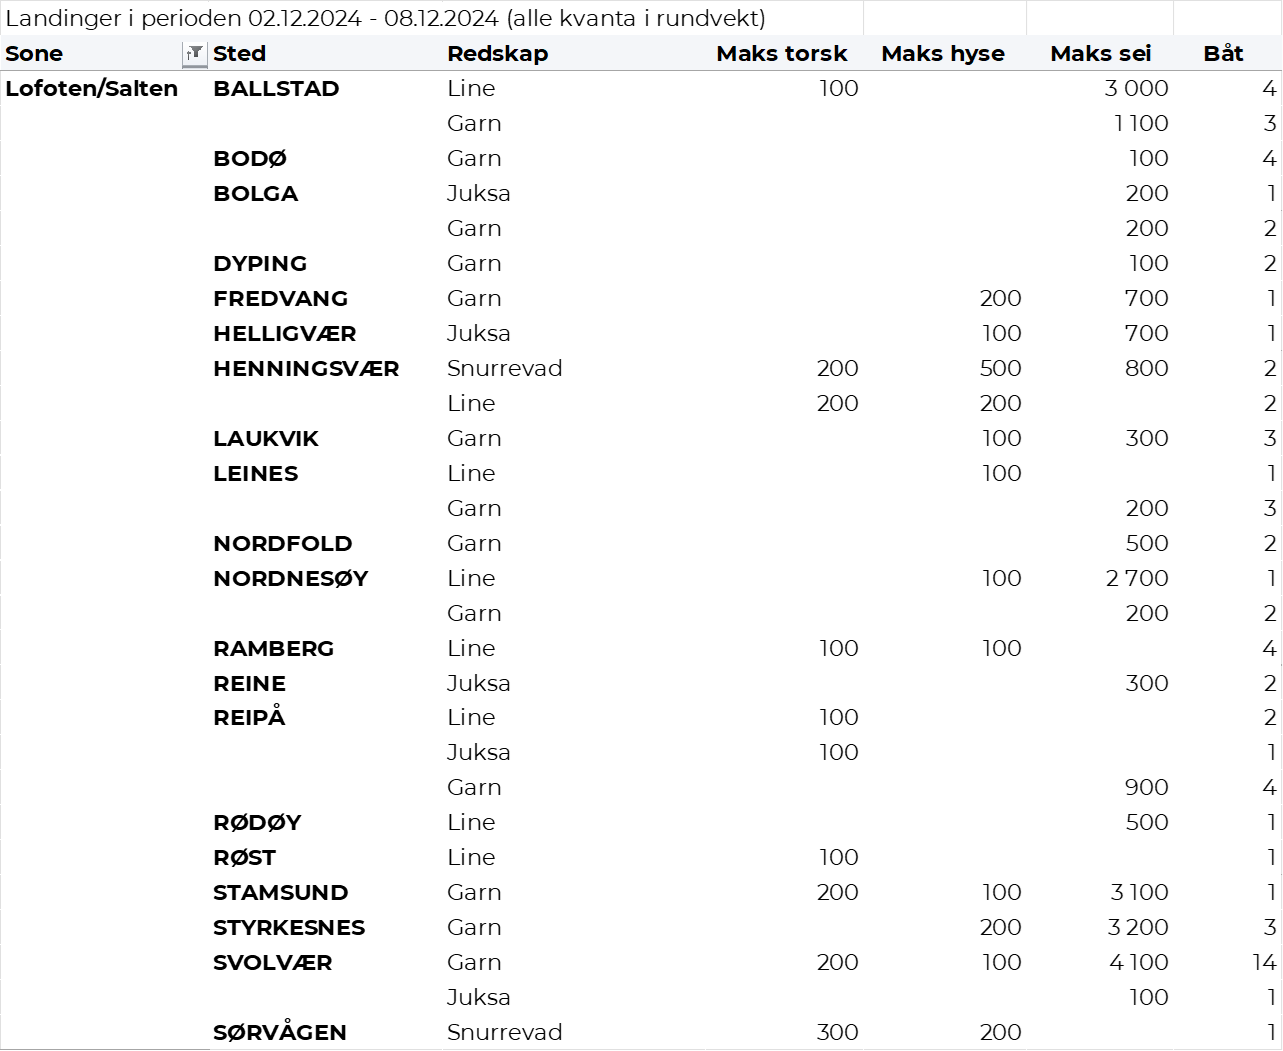 Landinger i perioden 02.12.2024 - 08.12.2024 (alle kvanta i rundvekt)
Sone Sted Redskap Maks torsk Maks hyse Maks sei Båt
Lofoten/Salten BALLSTAD Line 100 3 000 4
Garn 1 100 3
BODØ Garn 100 4
BOLGA Juksa 200 1
Garn 200 2
DYPING Garn 100 2
FREDVANG Garn 200 700 1
HELLIGVÆR Juksa 100 700 1
HENNINGSVÆR Snurrevad 200 500 800 2
Line 200 200 2
LAUKVIK Garn 100 300 3
LEINES Line 100 1
Garn 200 3
NORDFOLD Garn 500 2
NORDNESØY Line 100 2 700 1
Garn 200 2
RAMBERG Line 100 100 4
REINE Juksa 300 2
REIPÅ Line 100 2
Juksa 100 1
Garn 900 4
RØDØY Line 500 1
RØST Line 100 1
STAMSUND Garn 200 100 3 100 1
STYRKESNES Garn 200 3 200 3
SVOLVÆR Garn 200 100 4 100 14
Juksa 100 1
SØRVÅGEN Snurrevad 300 200 1